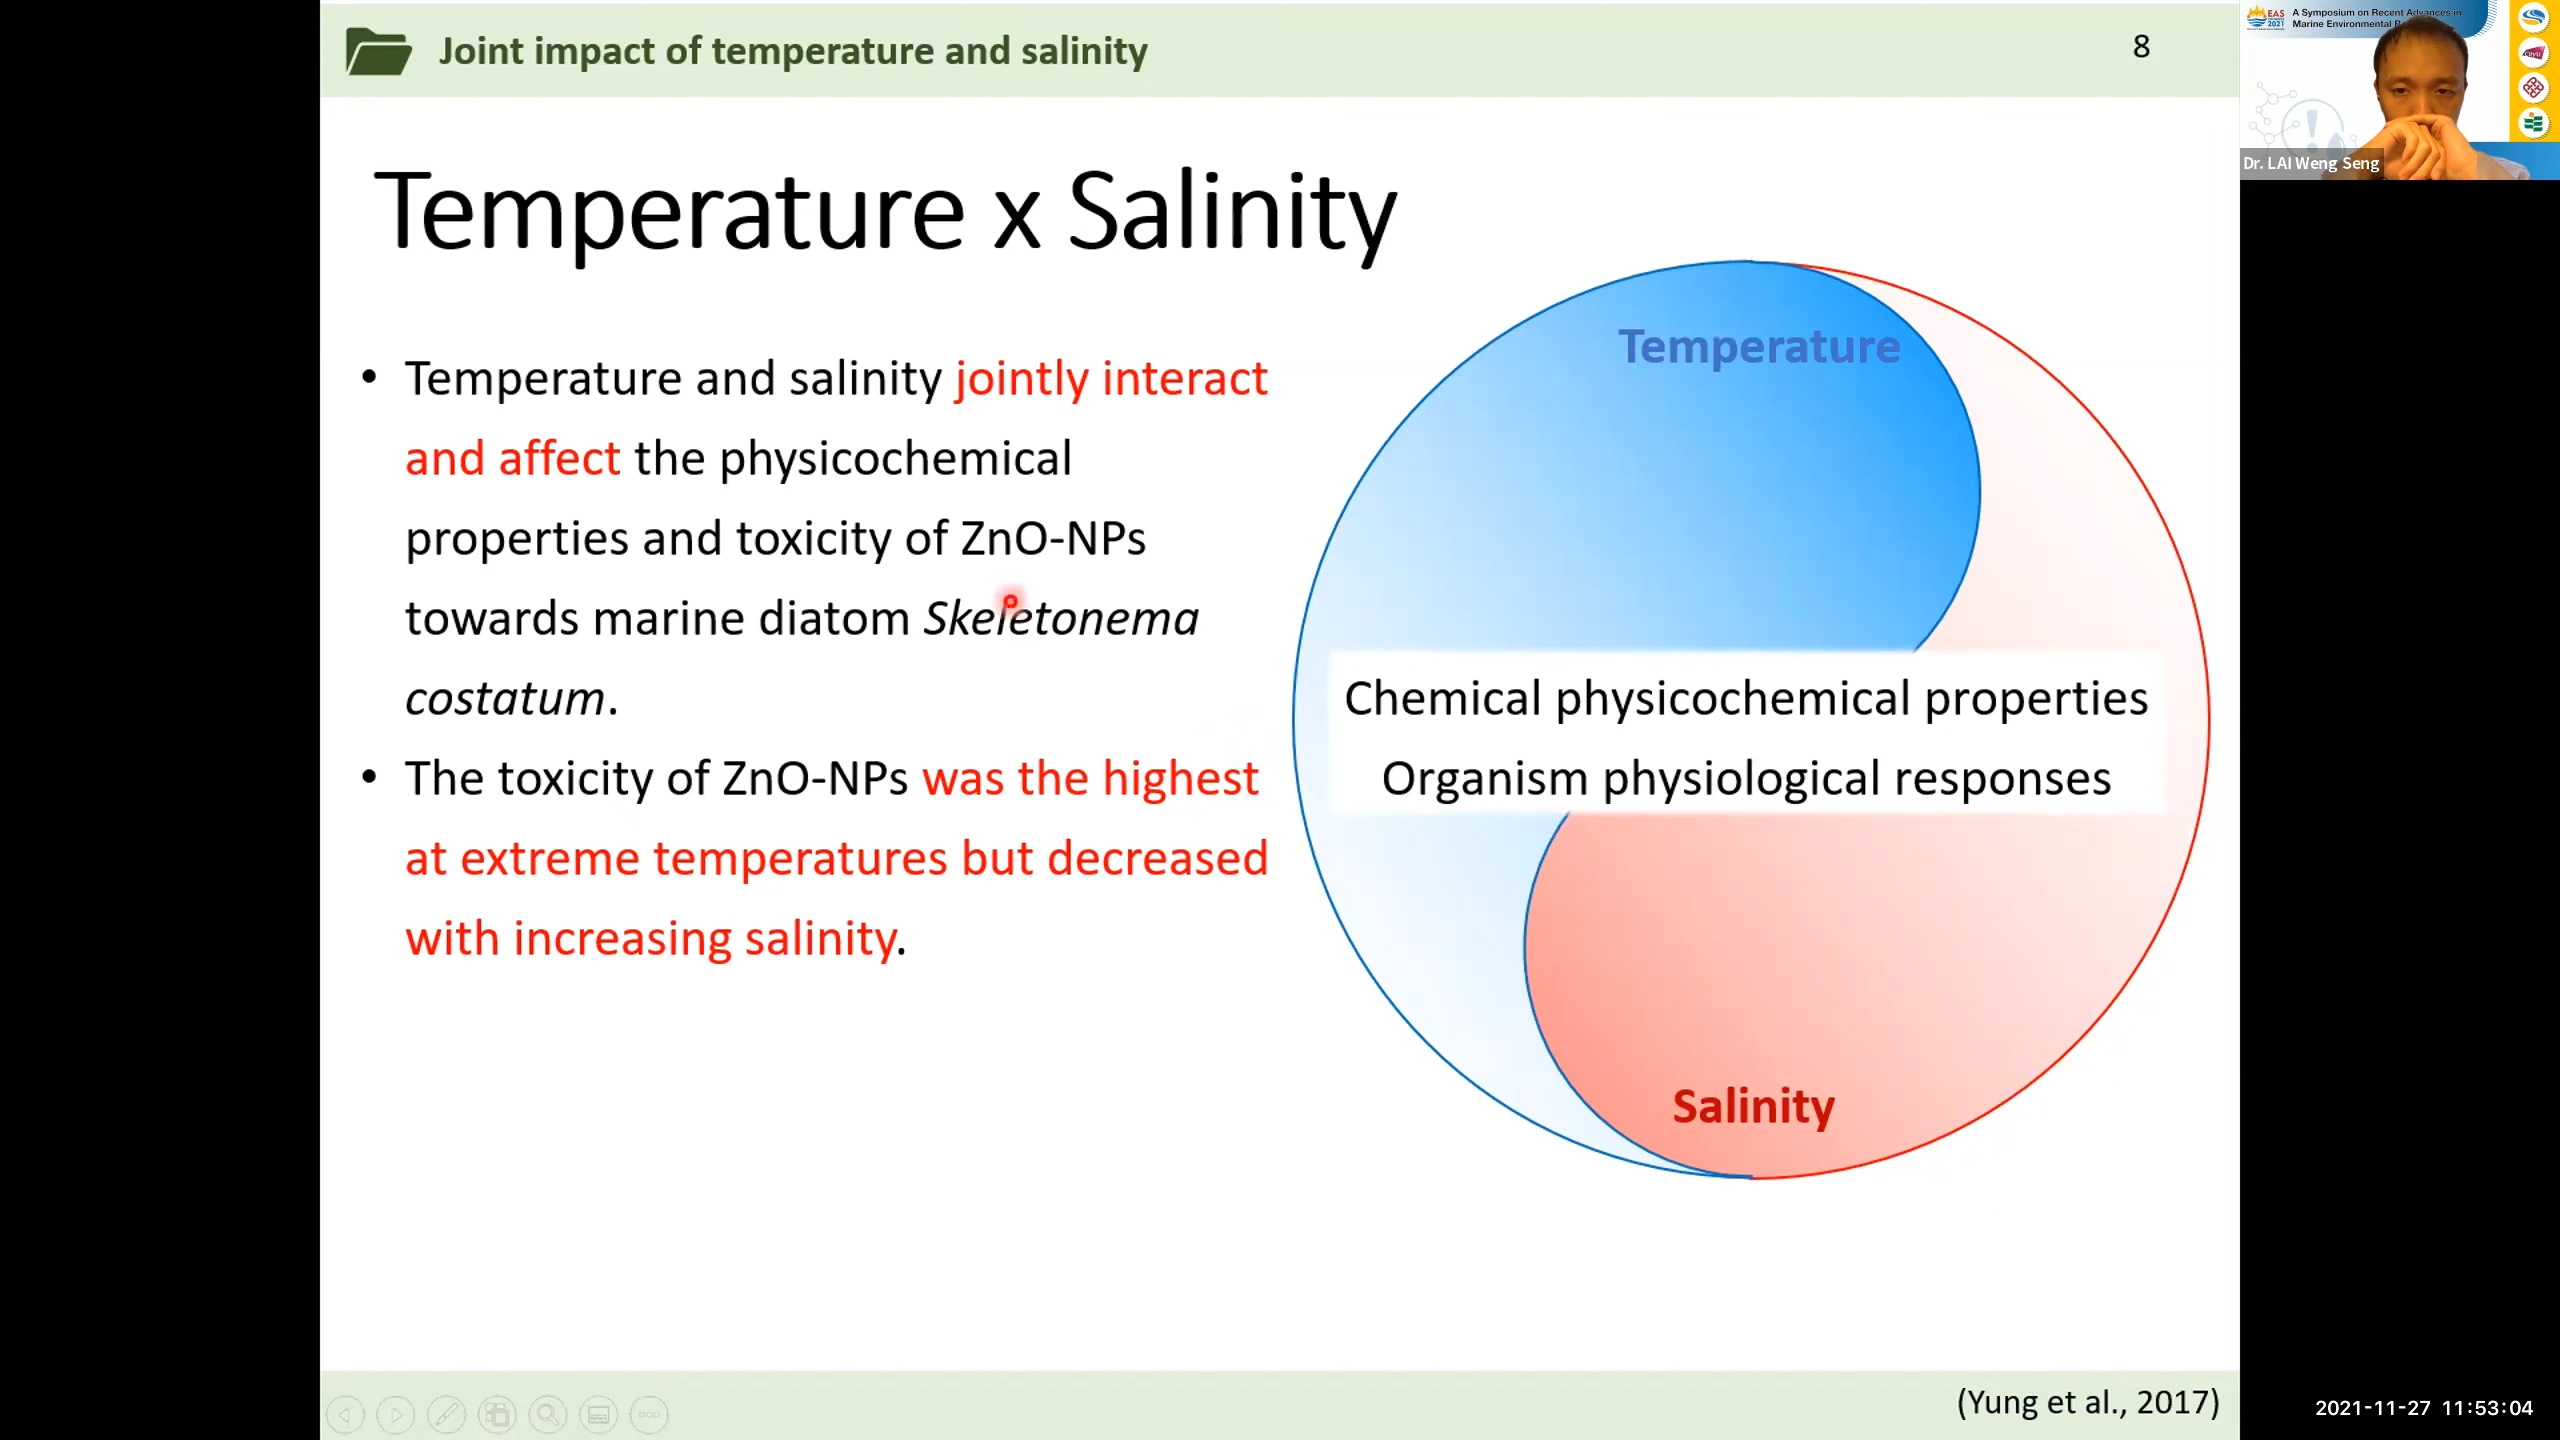 Joint impact of temperature and salinity
8
Temperature x Salinity
• Temperature and salinity jointly interact
and affect the physicochemical
properties and toxicity of ZnO-NPs
towards marine diatom Skeletonema
costatum.
• The toxicity of ZnO-NPs was the highest
at extreme temperatures but decreased
with increasing salinity.
Temperature
Chemical physicochemical properties
Organism physiological responses
Salinity
(Yung et al., 2017)
EAS
2021
A Symposium on Recent Advances in
Marine Environmental
Dr. LAI Weng Seng
2021-11-27 11:53:04